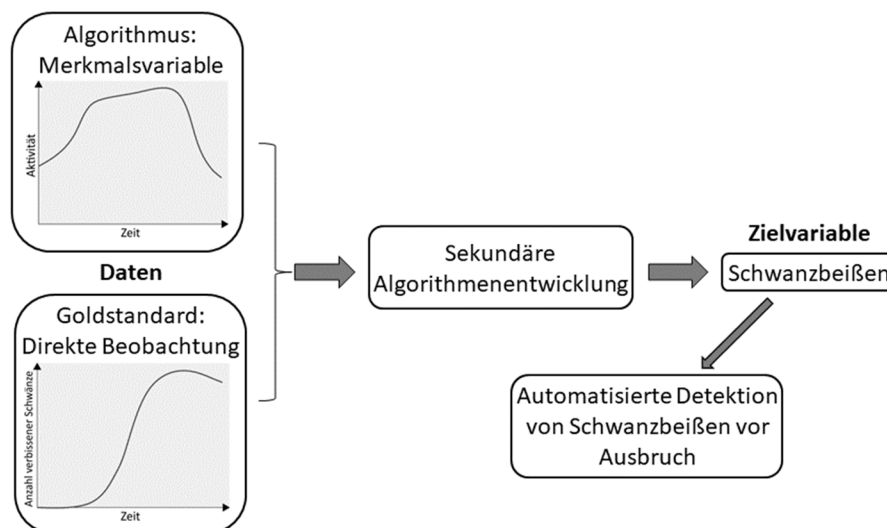 Algorithmus:
Merkmalsvariable
Aktivität
Zeit
Daten
Goldstandard:
Direkte Beobachtung
Anzahl verbissener Schwänze
Zeit
Sekundäre
Algorithmenentwicklung
Zielvariable
Schwanzbeißen
Automatisierte Detektion
von Schwanzbeißen vor
Ausbruch